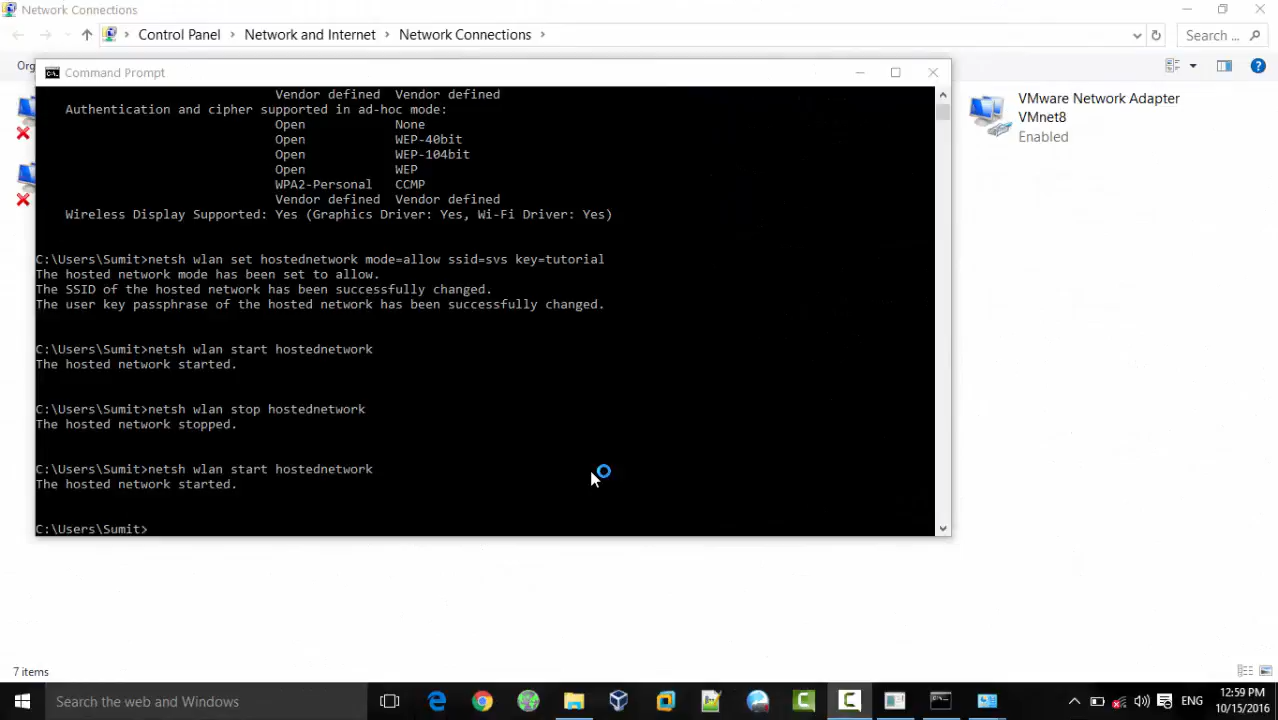 Network Connections
Control Panel
Network and Internet
Network Connections
Search ...
Org
Command Prompt
Vendor defined Vendor defined
Authentication and cipher supported in ad-hoc mode:
Open None
Open WEP-40bit
Open WEP-104bit
Open WEP
WPA2-Personal CCMP
Vendor defined Vendor defined
Wireless Display Supported: Yes (Graphics Driver: Yes, Wi-Fi Driver: Yes)
C:\Users\Sumit>netsh wlan set hostednetwork mode=allow ssid=svs key=tutorial
The hosted network mode has been set to allow.
The SSID of the hosted network has been successfully changed.
The user key passphrase of the hosted network has been successfully changed.
C:\Users\Sumit>netsh wlan start hostednetwork
The hosted network started.
C:\Users\Sumit>netsh wlan stop hostednetwork
The hosted network stopped.
C:\Users\Sumit>netsh wlan start hostednetwork
The hosted network started.
C:\Users\Sumit>
VMware Network Adapter
VMnet8
Enabled
7 items
Search the web and Windows
ENG
12:59 PM
10/15/2016